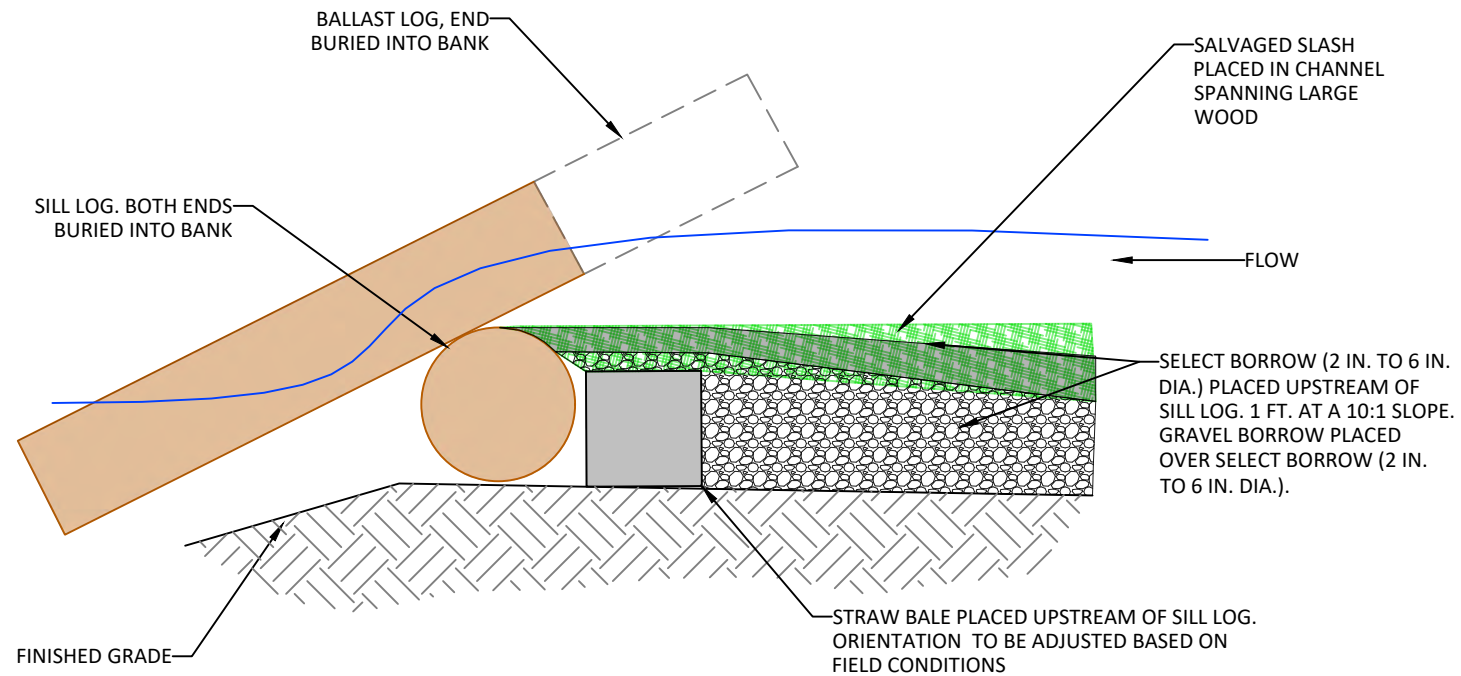 BALLAST LOG, END
BURIED INTO BANK
SALVAGED SLASH
PLACED IN CHANNEL
SPANNING LARGE
WOOD
SILL LOG. BOTH ENDS
BURIED INTO BANK
FLOW
SELECT BORROW (2 IN. TO 6 IN.
DIA.) PLACED UPSTREAM OF
SILL LOG. 1 FT. AT A 10:1 SLOPE.
GRAVEL BORROW PLACED
OVER SELECT BORROW (2 IN.
TO 6 IN. DIA.).
STRAW BALE PLACED UPSTREAM OF SILL LOG.
ORIENTATION TO BE ADJUSTED BASED ON
FIELD CONDITIONS
FINISHED GRADE